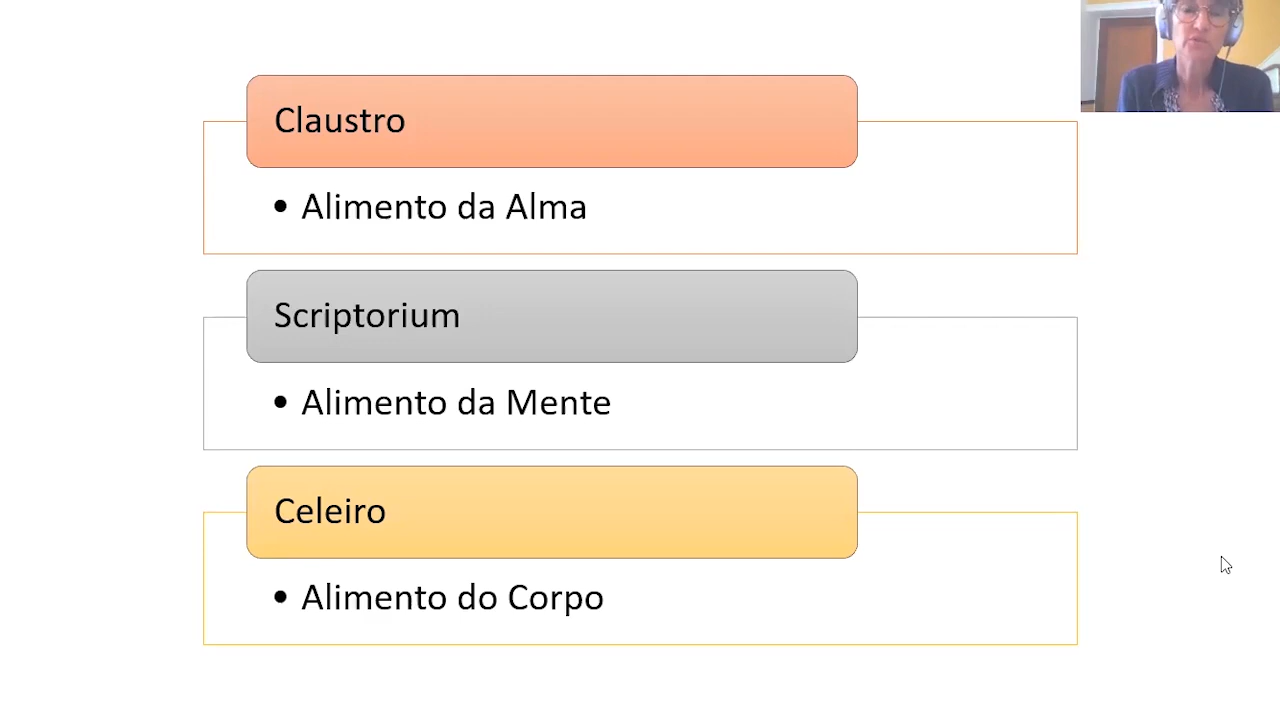 Claustro
• Alimento da Alma
Scriptorium
• Alimento da Mente
Celeiro
• Alimento do Corpo